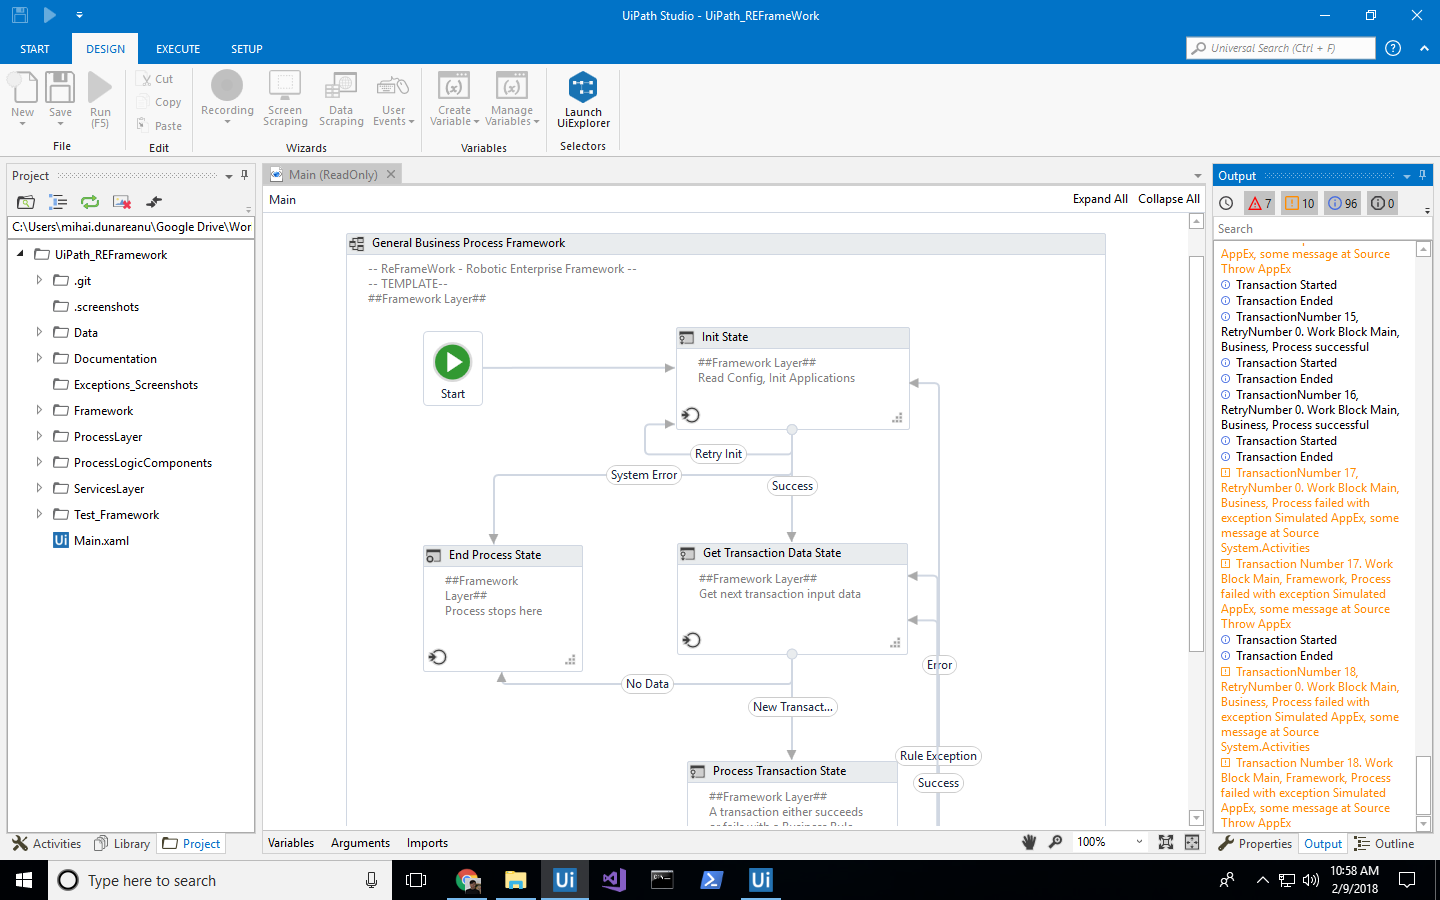 UiPath Studio - UiPath_REFrameWork
START
DESIGN
EXECUTE
SETUP
Universal Search (Ctrl + F)
New
Save
Run
(F5)
File
Cut
Copy
Paste
Edit
Recording
Screen
Scraping
Data
Scraping
User
Events
Wizards
Create
Variable
Manage
Variables
Variables
Launch
UiExplorer
Selectors
Project
C:\Users\mihai.dunareanu\Google Drive\Wor
UiPath_REFramework
.git
.screenshots
Data
Documentation
Exceptions_Screenshots
Framework
ProcessLayer
ProcessLogicComponents
ServicesLayer
Test_Framework
Ui Main.xaml
Activities
Library
Project
Main (ReadOnly)
Main
Expand All
Collapse All
General Business Process Framework
-- ReFrameWork - Robotic Enterprise Framework --
-- TEMPLATE--
##Framework Layer##
Start
Init State
##Framework Layer##
Read Config, Init Applications
Retry Init
System Error
Success
End Process State
##Framework
Layer##
Process stops here
Get Transaction Data State
##Framework Layer##
Get next transaction input data
Error
No Data
New Transact...
Rule Exception
Success
Process Transaction State
##Framework Layer##
A transaction either succeeds
or fails with a Business Rule
Variables
Arguments
Imports
100%
Output
7
10
96
0
Search
AppEx, some message at Source
Throw AppEx
Transaction Started
Transaction Ended
TransactionNumber 15,
RetryNumber 0. Work Block Main,
Business, Process successful
Transaction Started
Transaction Ended
TransactionNumber 16,
RetryNumber 0. Work Block Main,
Business, Process successful
Transaction Started
Transaction Ended
TransactionNumber 17,
RetryNumber 0. Work Block Main,
Business, Process failed with
exception Simulated AppEx, some
message at Source
System.Activities
Transaction Number 17. Work
Block Main, Framework, Process
failed with exception Simulated
AppEx, some message at Source
Throw AppEx
Transaction Started
Transaction Ended
TransactionNumber 18,
RetryNumber 0. Work Block Main,
Business, Process failed with
exception Simulated AppEx, some
message at Source
System.Activities
Transaction Number 18. Work
Block Main, Framework, Process
failed with exception Simulated
AppEx, some message at Source
Throw AppEx
Properties
Output
Outline
Type here to search
Ui
Ui
10:58 AM
2/9/2018